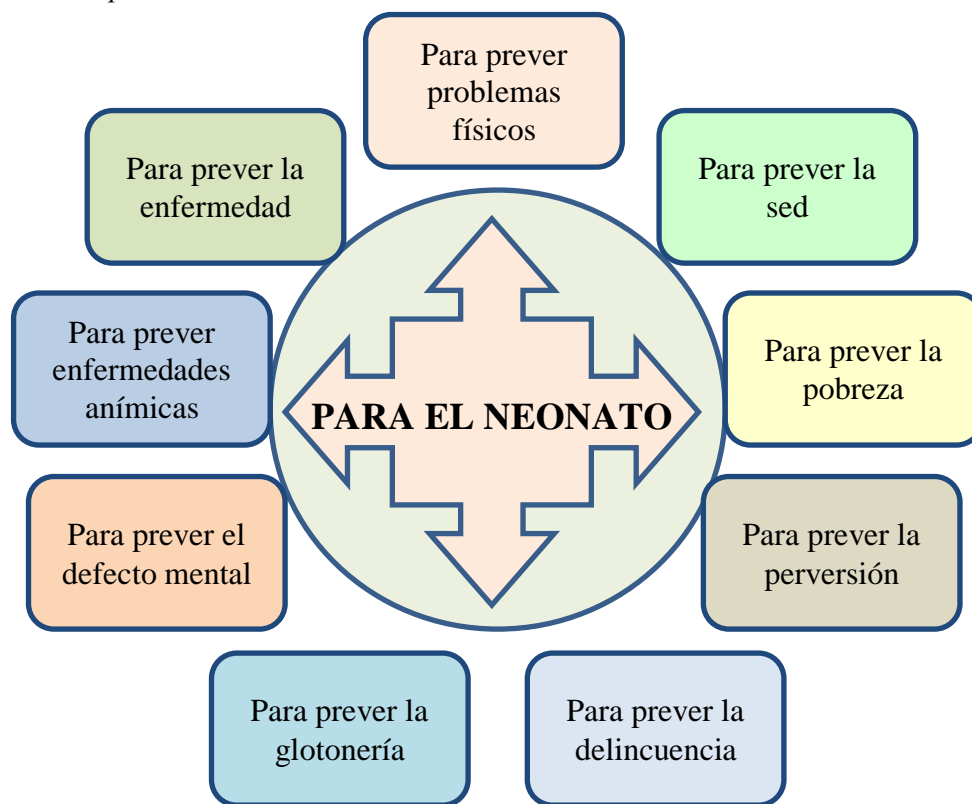 Para prever
problemas
físicos
Para prever la
sed
Para prever la
pobreza
Para prever la
perversión
Para prever la
delincuencia
Para prever la
glotonería
Para prever el
defecto mental
Para prever
enfermedades
anímicas
Para prever la
enfermedad
PARA EL NEONATO